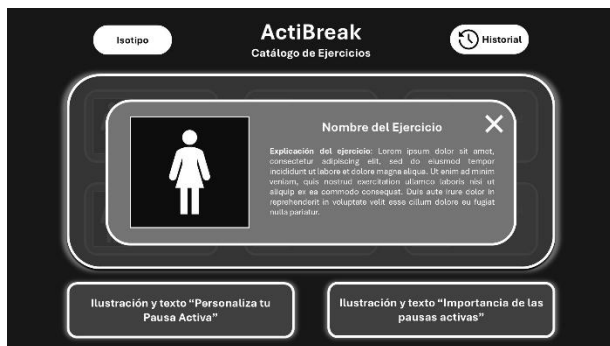 Isotipo
ActiBreak
Catálogo de Ejercicios
Historial
Nombre del Ejercicio
Explicación del ejercicio: Lorem ipsum dolor sit amet,
consectetur adipiscing elit, sed do eiusmod tempor
incididunt ut labore et dolore magna aliqua. Ut enim ad minim
veniam, quis nostrud exercitation ullamco laboris nisi ut
aliquip ex ea commodo consequat. Duis aute irure dolor in
reprehenderit in voluptate velit esse cillum dolore eu fugiat
nulla pariatur.
Ilustración y texto “Personaliza tu
Pausa Activa”
Ilustración y texto “Importancia de las
pausas activas”